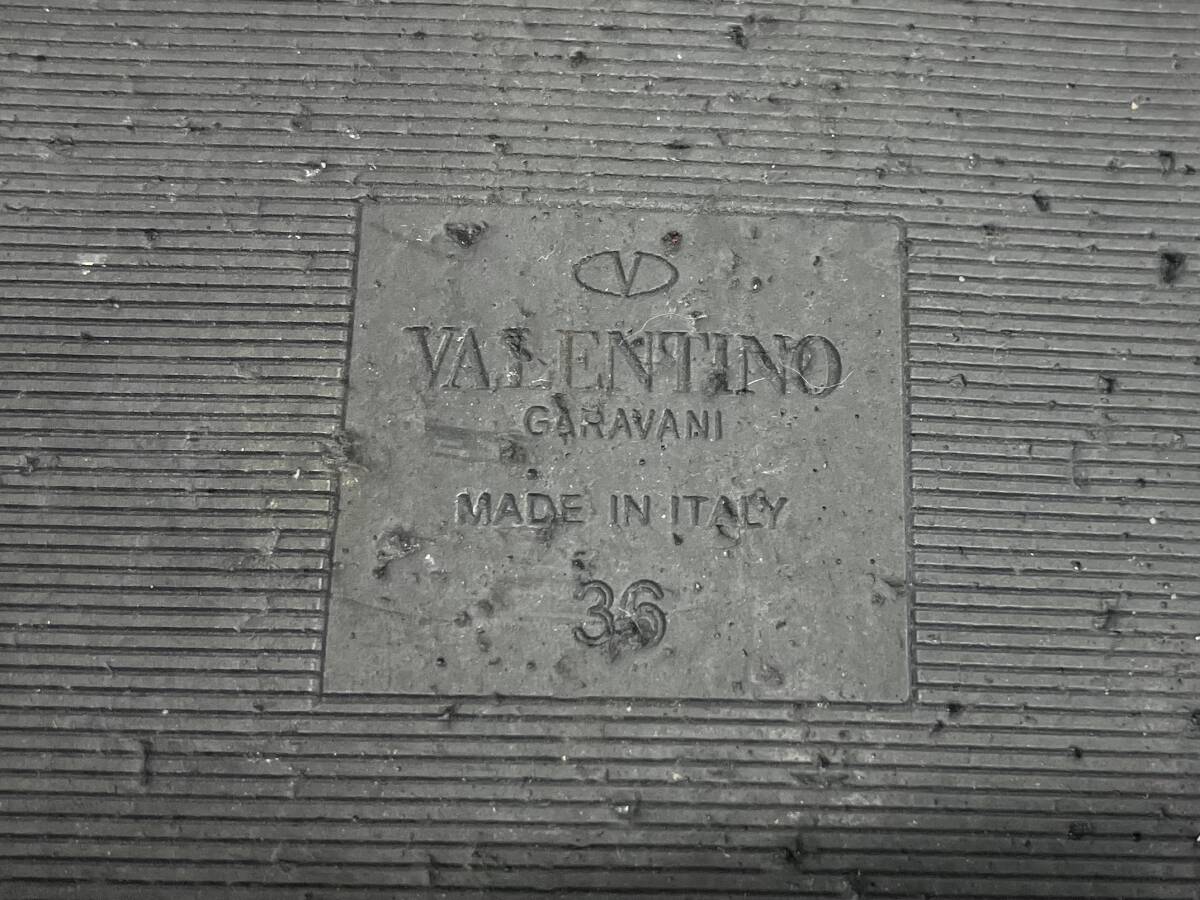 V
VALENTINO
GARAVANI
MADE IN ITALY
36